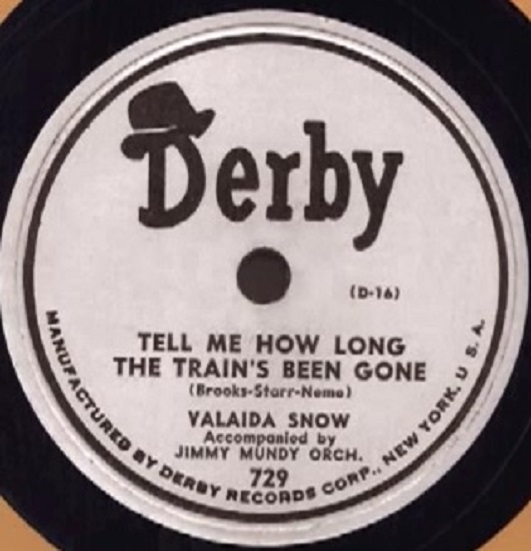 Derby
(D-16)
TELL ME HOW LONG
THE TRAIN'S BEEN GONE
(Brooks-Starr-Nemo)
VALAIDA SNOW
Accompanied by
JIMMY MUNDY ORCH.
729
MANUFACTURED BY DERBY RECORDS CORP., NEW YORK, U. S. A.